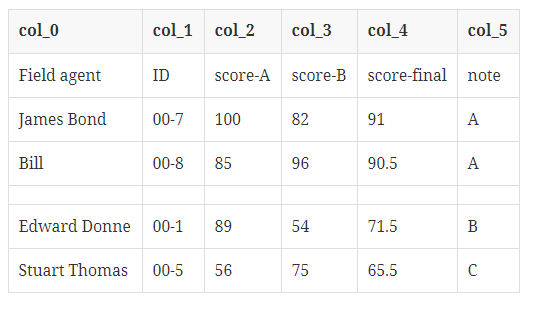 col_0 col_1 col_2 col_3 col_4 col_5
Field agent ID score-A score-B score-final note
James Bond 00-7 100 82 91 A
Bill 00-8 85 96 90.5 A
Edward Donne 00-1 89 54 71.5 B
Stuart Thomas 00-5 56 75 65.5 C